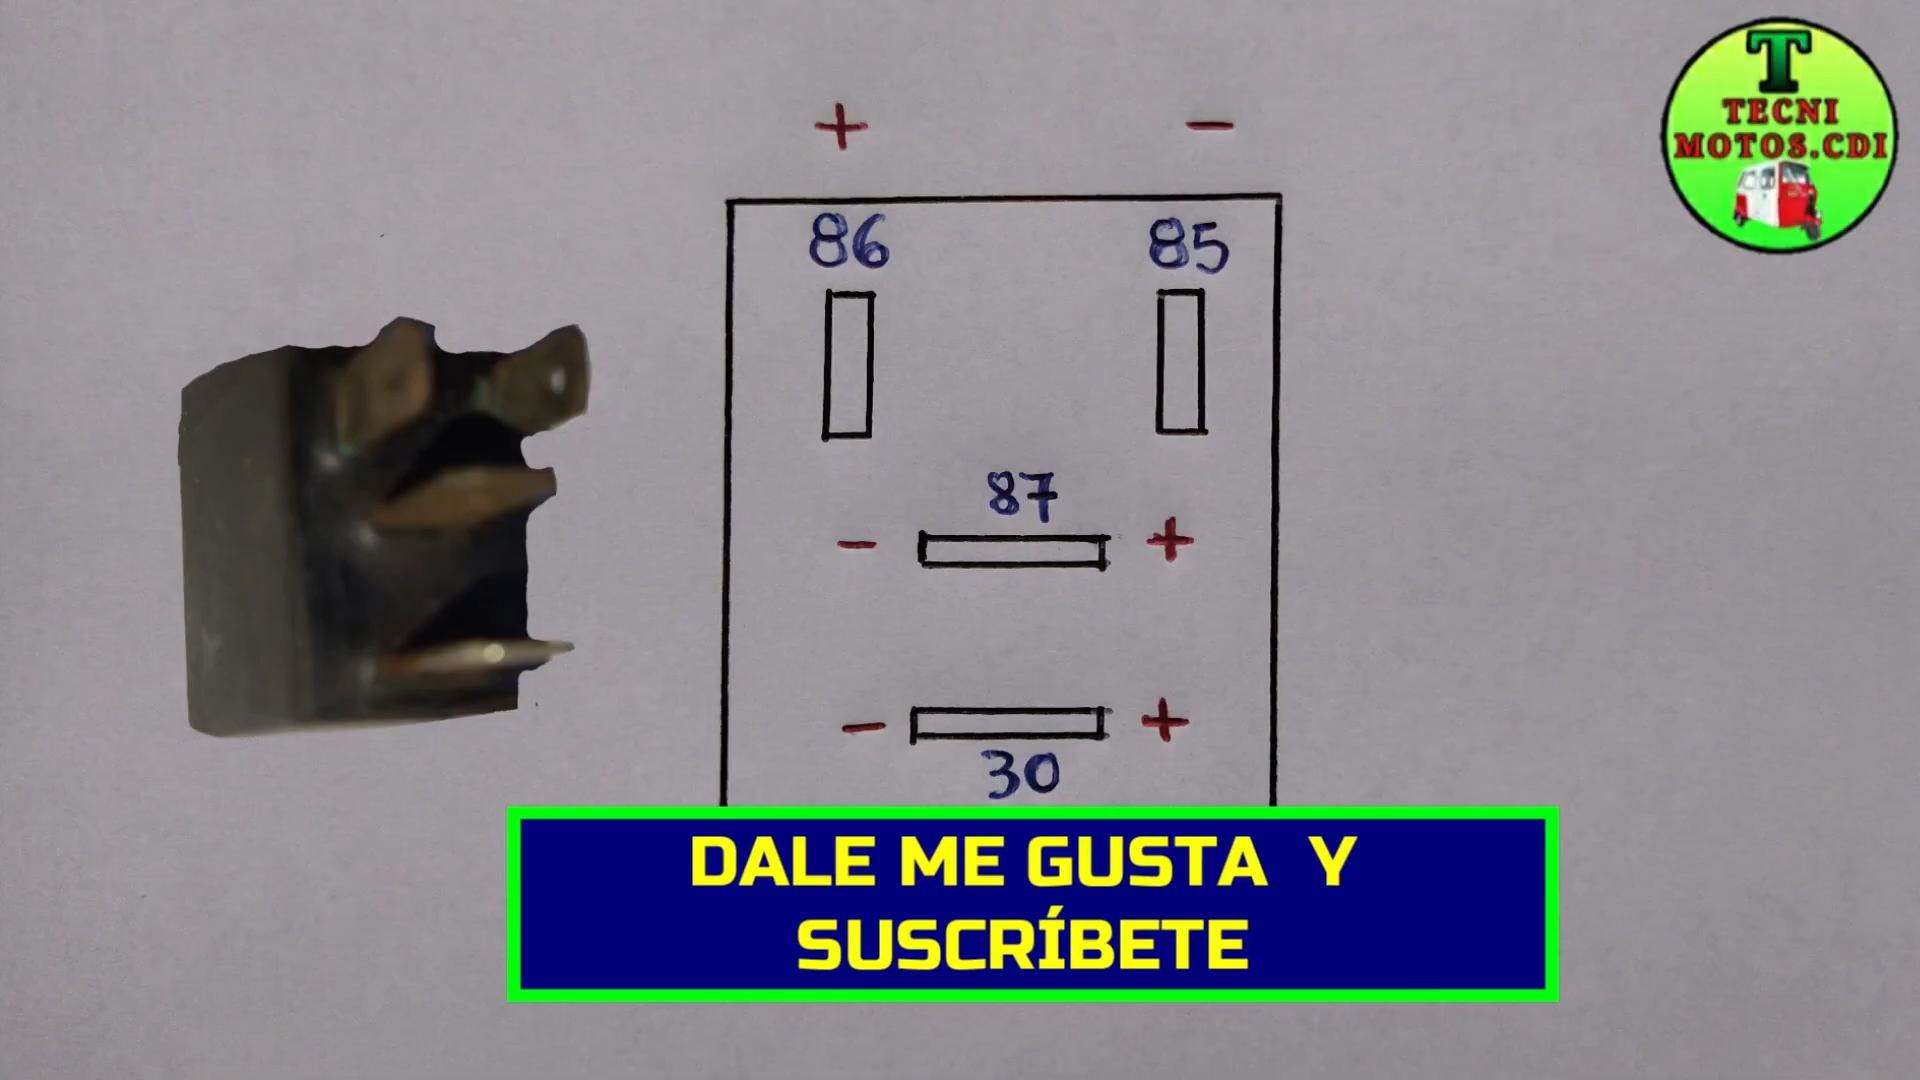 T
TECNI
MOTOS.CDI
+ −
86 85
87
− +
− +
30
DALE ME GUSTA Y
SUSCRÍBETE